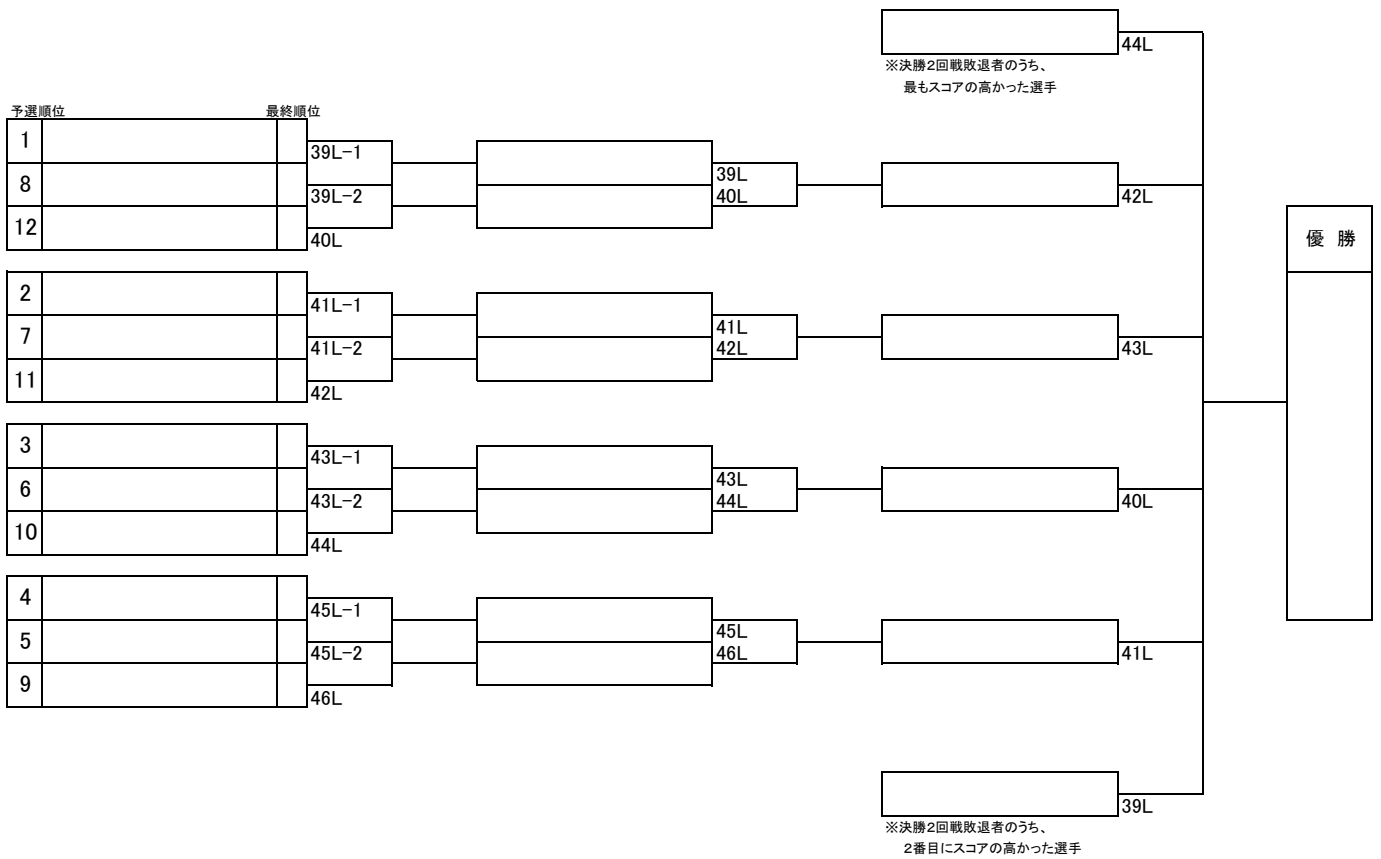 44L
※決勝2回戦敗退者のうち、
最もスコアの高かった選手
予選順位 最終順位
1
39L-1
8
39L-2
12
40L
39L
40L
42L
優 勝
2
41L-1
7
41L-2
11
42L
41L
42L
43L
3
43L-1
6
43L-2
10
44L
43L
44L
40L
4
45L-1
5
45L-2
9
46L
45L
46L
41L
39L
※決勝2回戦敗退者のうち、
2番目にスコアの高かった選手